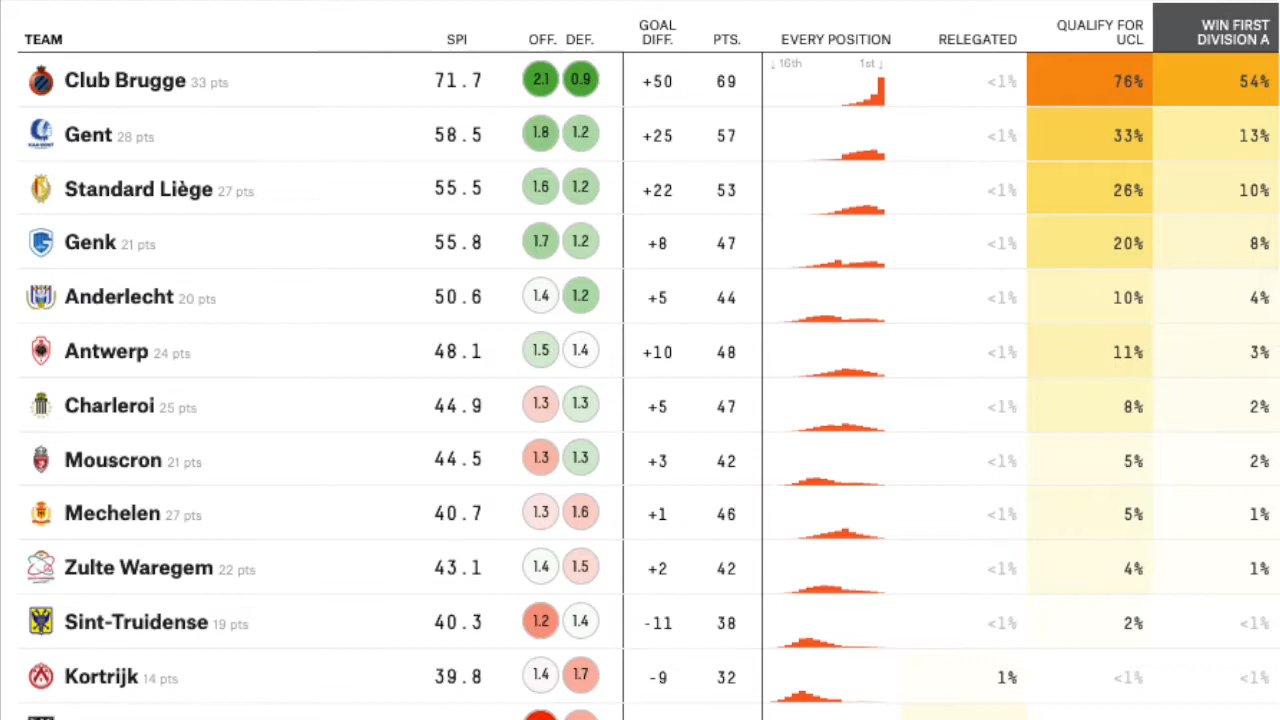 TEAM SPI OFF. DEF. GOAL DIFF. PTS. EVERY POSITION RELEGATED QUALIFY FOR UCL WIN FIRST DIVISION A
↓ 16th 1st ↓
Club Brugge 33 pts 71.7 2.1 0.9 +50 69 <1% 76% 54%
Gent 28 pts 58.5 1.8 1.2 +25 57 <1% 33% 13%
Standard Liège 27 pts 55.5 1.6 1.2 +22 53 <1% 26% 10%
Genk 21 pts 55.8 1.7 1.2 +8 47 <1% 20% 8%
Anderlecht 20 pts 50.6 1.4 1.2 +5 44 <1% 10% 4%
Antwerp 24 pts 48.1 1.5 1.4 +10 48 <1% 11% 3%
Charleroi 25 pts 44.9 1.3 1.3 +5 47 <1% 8% 2%
Mouscron 21 pts 44.5 1.3 1.3 +3 42 <1% 5% 2%
Mechelen 27 pts 40.7 1.3 1.6 +1 46 <1% 5% 1%
Zulte Waregem 22 pts 43.1 1.4 1.5 +2 42 <1% 4% 1%
Sint-Truidense 19 pts 40.3 1.2 1.4 -11 38 <1% 2% <1%
Kortrijk 14 pts 39.8 1.4 1.7 -9 32 1% <1% <1%